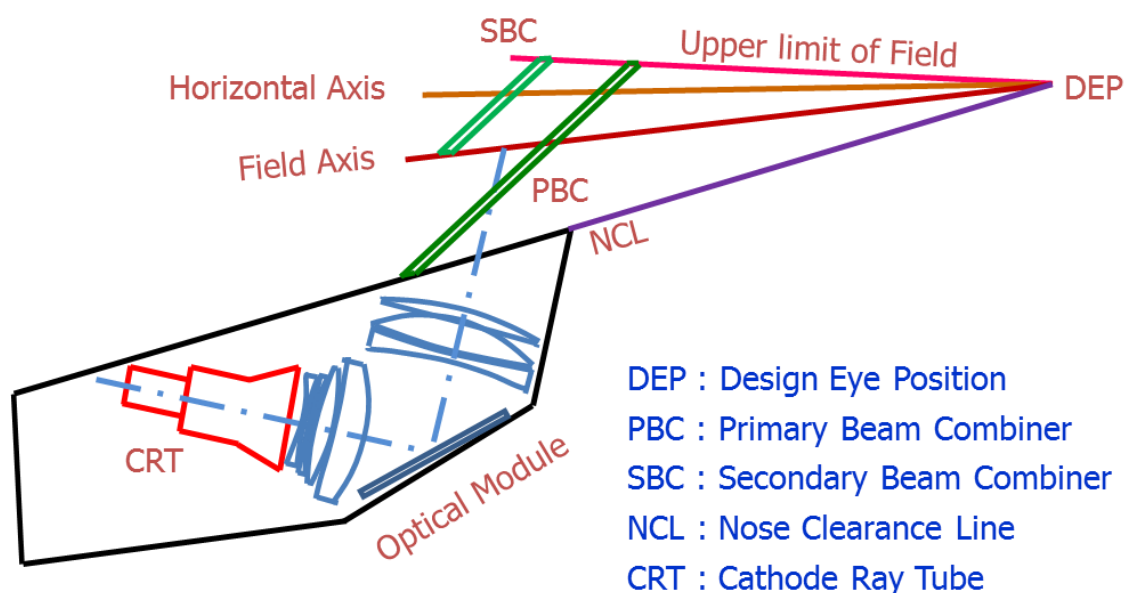 SBC
Upper limit of Field
Horizontal Axis
DEP
Field Axis
PBC
NCL
CRT
Optical Module
DEP : Design Eye Position
PBC : Primary Beam Combiner
SBC : Secondary Beam Combiner
NCL : Nose Clearance Line
CRT : Cathode Ray Tube